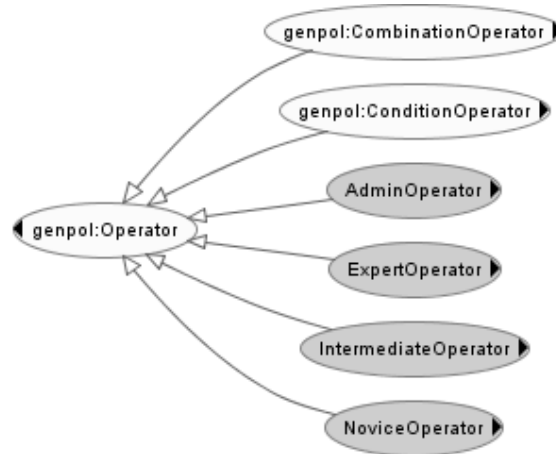 genpol:CombinationOperator
genpol:ConditionOperator
AdminOperator
genpol:Operator
ExpertOperator
IntermediateOperator
NoviceOperator